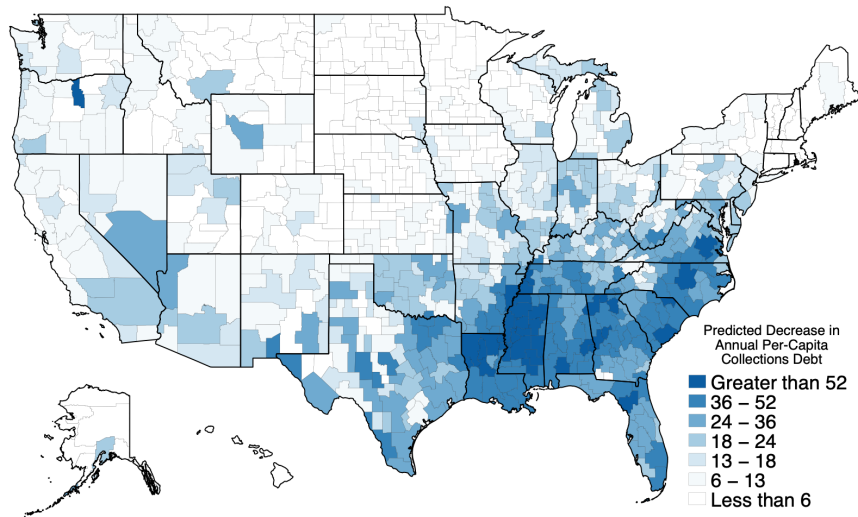 Predicted Decrease in
Annual Per-Capita
Collections Debt
Greater than 52
36 – 52
24 – 36
18 – 24
13 – 18
6 – 13
Less than 6